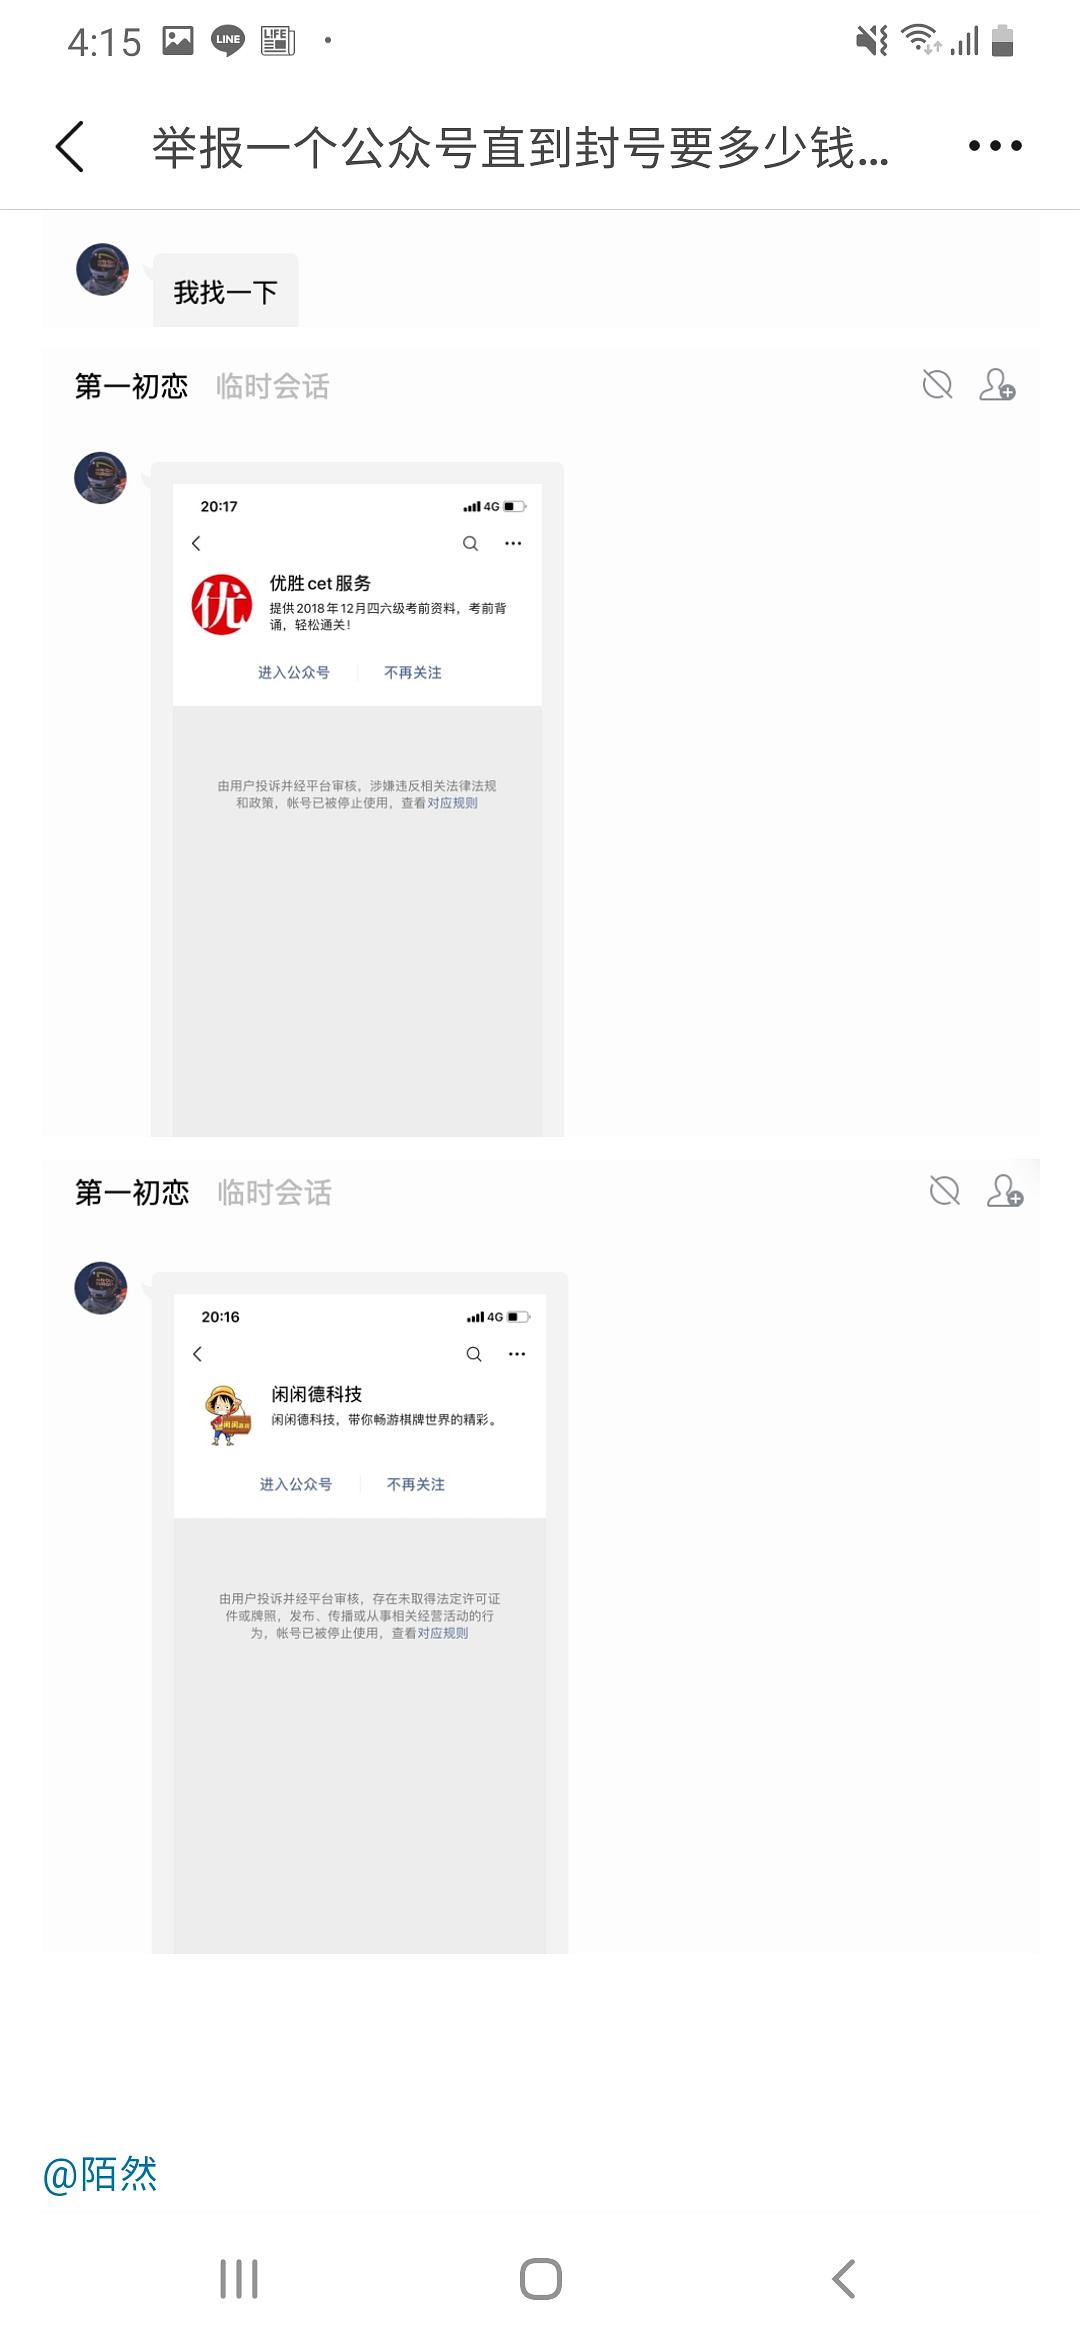 4:15
LINE
LIFE
举报一个公众号直到封号要多少钱...
我找一下
第一初恋 临时会话
20:17
4G
优
优胜cet服务
提供2018年12月四六级考前资料，考前背
诵，轻松通关！
进入公众号 不再关注
由用户投诉并经平台审核，涉嫌违反相关法律法规
和政策，帐号已被停止使用，查看对应规则
第一初恋 临时会话
20:16
4G
闲闲德科技
闲闲德科技，带你畅游棋牌世界的精彩。
进入公众号 不再关注
由用户投诉并经平台审核，存在未取得法定许可证
件或牌照，发布、传播或从事相关经营活动的行
为，帐号已被停止使用，查看对应规则
@陌然